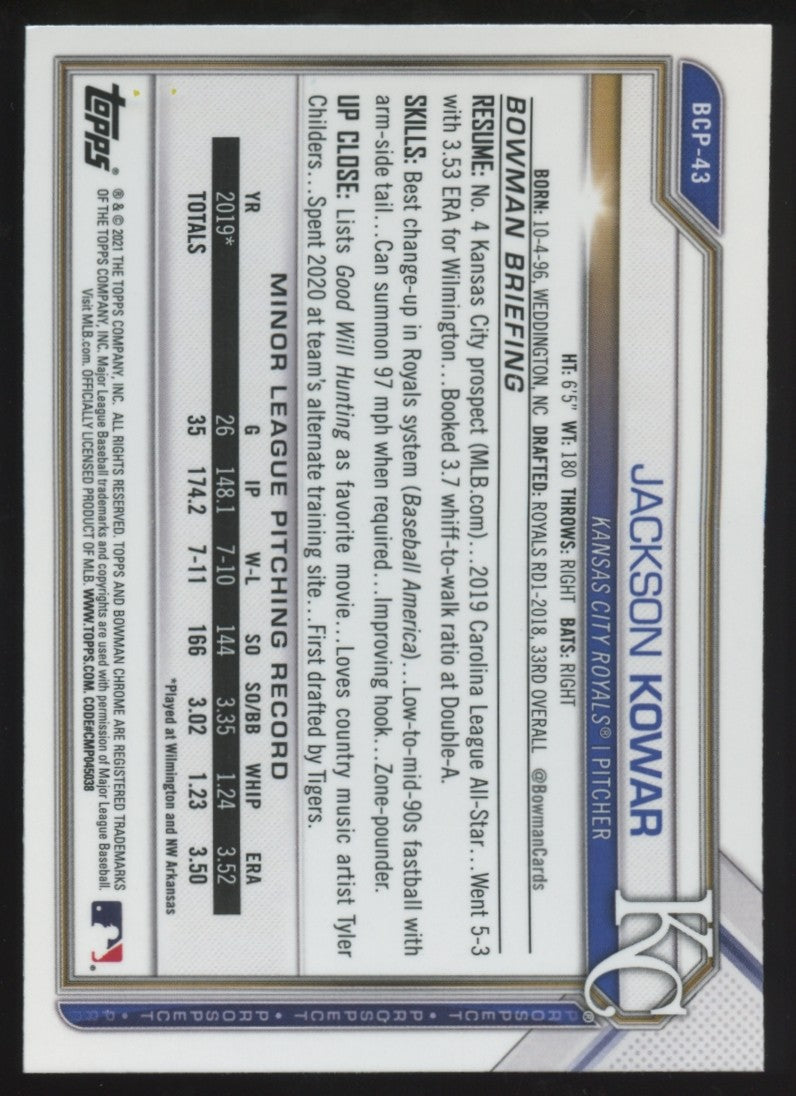 BCP-43
JACKSON KOWAR
KANSAS CITY ROYALS® | PITCHER
HT: 6'5" WT: 180 THROWS: RIGHT BATS: RIGHT
BORN: 10-4-96, WEDDINGTON, NC DRAFTED: ROYALS RD1-2018, 33RD OVERALL @BowmanCards
BOWMAN BRIEFING
RESUME: No. 4 Kansas City prospect (MLB.com)...2019 Carolina League All-Star...Went 5-3
with 3.53 ERA for Wilmington...Booked 3.7 whiff-to-walk ratio at Double-A.
SKILLS: Best change-up in Royals system (Baseball America)...Low-to-mid-90s fastball with
arm-side tail...Can summon 97 mph when required...Improving hook...Zone-pounder.
UP CLOSE: Lists Good Will Hunting as favorite movie...Loves country music artist Tyler
Childers...Spent 2020 at team's alternate training site...First drafted by Tigers.
MINOR LEAGUE PITCHING RECORD
YR G IP W-L SO SO/BB WHIP ERA
2019* 26 148.1 7-10 144 3.35 1.24 3.52
TOTALS 35 174.2 7-11 166 3.02 1.23 3.50
*Played at Wilmington and NW Arkansas
topps®
® & © 2021 THE TOPPS COMPANY, INC. ALL RIGHTS RESERVED. TOPPS AND BOWMAN CHROME ARE REGISTERED TRADEMARKS
OF THE TOPPS COMPANY, INC. Major League Baseball trademarks and copyrights are used with permission of Major League Baseball.
Visit MLB.com. OFFICIALLY LICENSED PRODUCT OF MLB. WWW.TOPPS.COM. CODE#CMP045038
KC
®
PROSPECT • PROSPECT • PROSPECT • PR